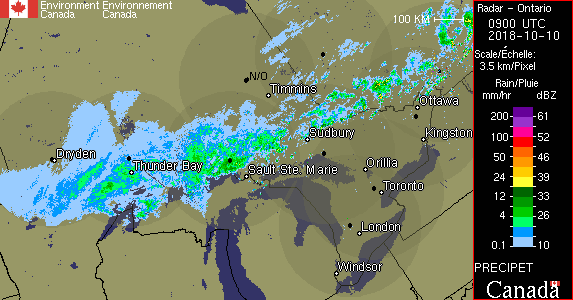 Environment Environnement
Canada Canada
100 KM
N/O
Timmins
Ottawa
Sudbury
Kingston
Dryden
Thunder Bay
Sault Ste. Marie
Orillia
Toronto
London
Windsor
Radar - Ontario
0900 UTC
2018-10-10
Scale/Échelle:
3.5 km/Pixel
Rain/Pluie
mm/hr dBZ
200 61
100 52
50 46
24 39
12 33
4 26
0.1 10
PRECIPET
Canada